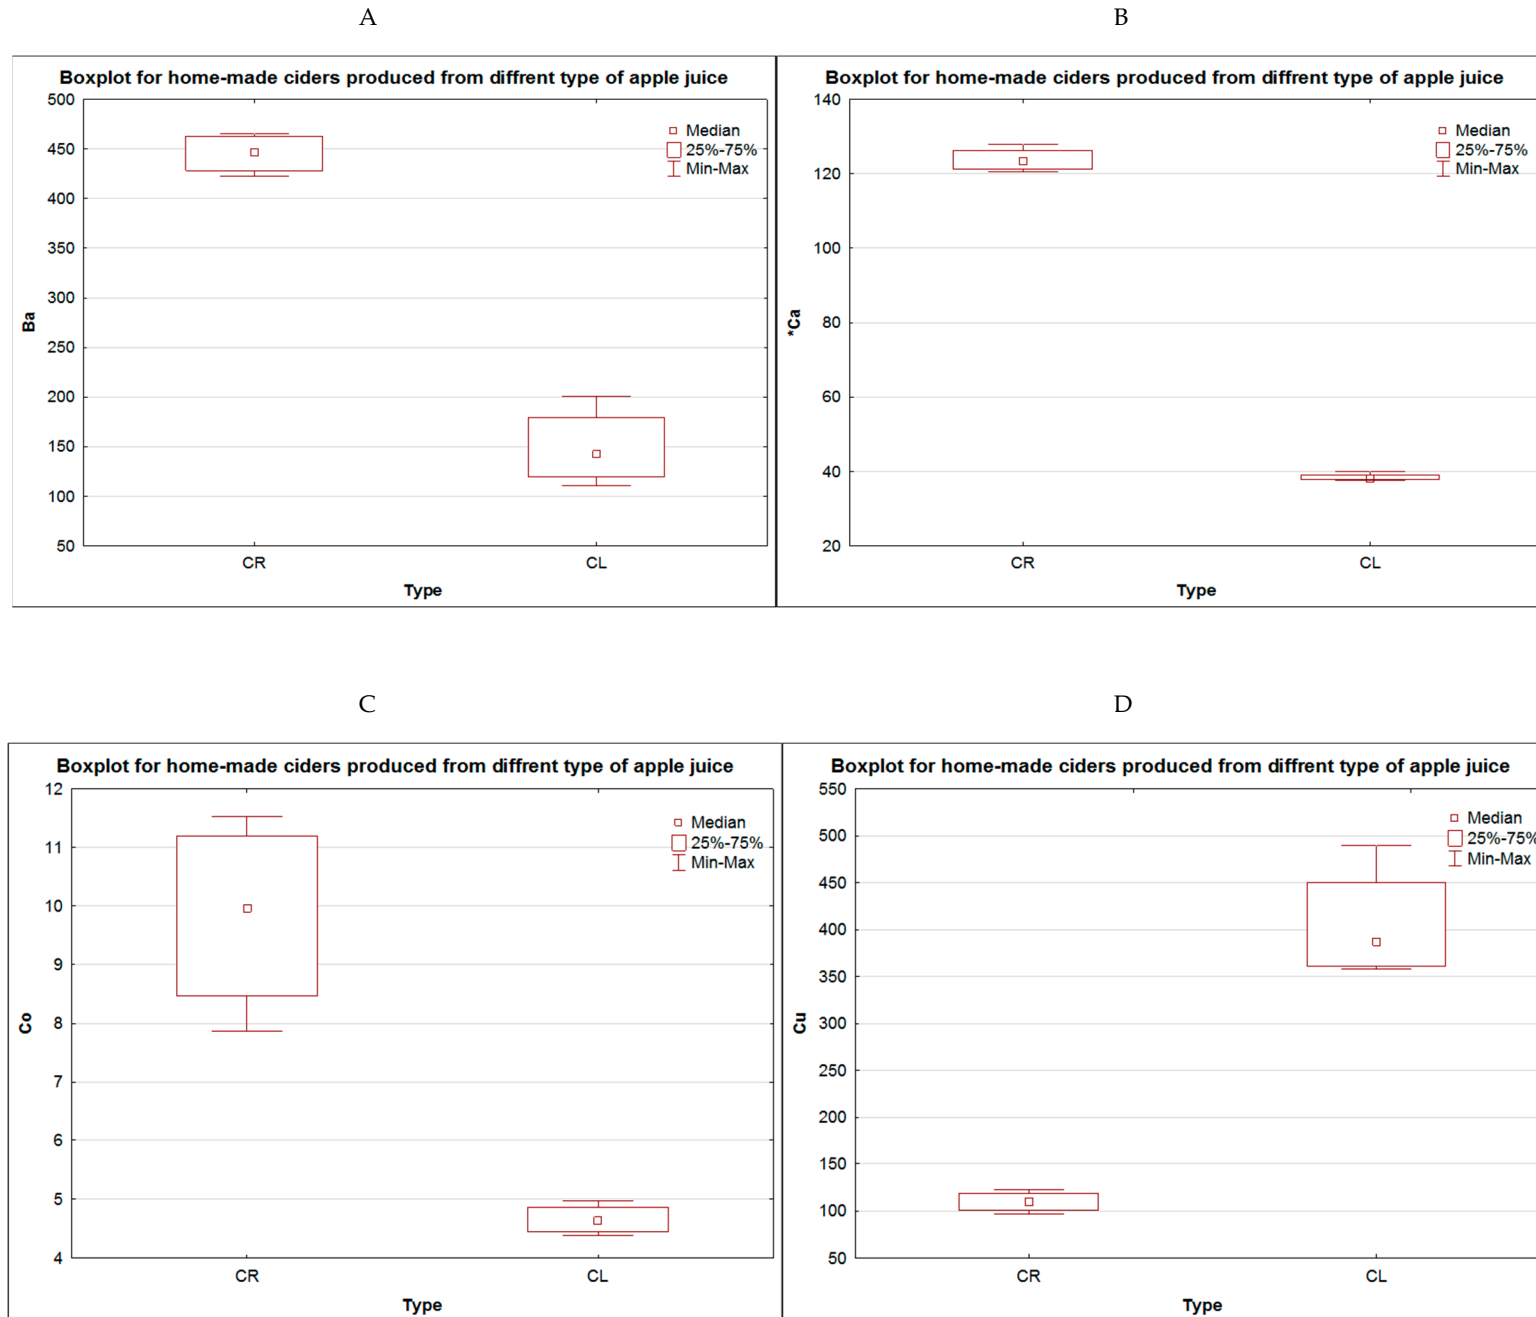 A
B
Boxplot for home-made ciders produced from diffrent type of apple juice
500
450
400
350
300
250
200
150
100
50
Ba
Median
25%-75%
Min-Max
CR
CL
Type
Boxplot for home-made ciders produced from diffrent type of apple juice
140
120
100
80
60
40
20
*Ca
Median
25%-75%
Min-Max
CR
CL
Type
C
D
Boxplot for home-made ciders produced from diffrent type of apple juice
12
11
10
9
8
7
6
5
4
Co
Median
25%-75%
Min-Max
CR
CL
Type
Boxplot for home-made ciders produced from diffrent type of apple juice
550
500
450
400
350
300
250
200
150
100
50
Cu
Median
25%-75%
Min-Max
CR
CL
Type